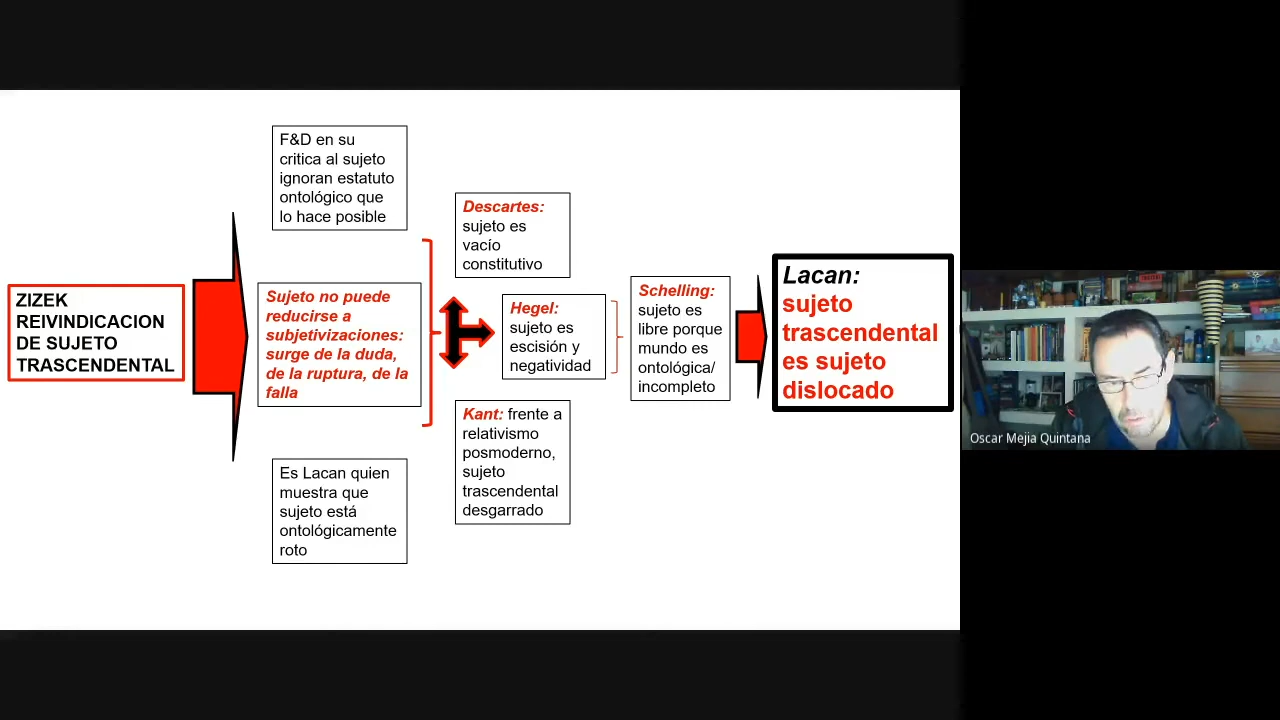 ZIZEK
REIVINDICACION
DE SUJETO
TRASCENDENTAL
F&D en su
critica al sujeto
ignoran estatuto
ontológico que
lo hace posible
Sujeto no puede
reducirse a
subjetivizaciones:
surge de la duda,
de la ruptura, de la
falla
Es Lacan quien
muestra que
sujeto está
ontológicamente
roto
Descartes:
sujeto es
vacío
constitutivo
Hegel:
sujeto es
escisión y
negatividad
Kant: frente a
relativismo
posmoderno,
sujeto
trascendental
desgarrado
Schelling:
sujeto es
libre porque
mundo es
ontológica/
incompleto
Lacan:
sujeto
trascendental
es sujeto
dislocado
Oscar Mejia Quintana